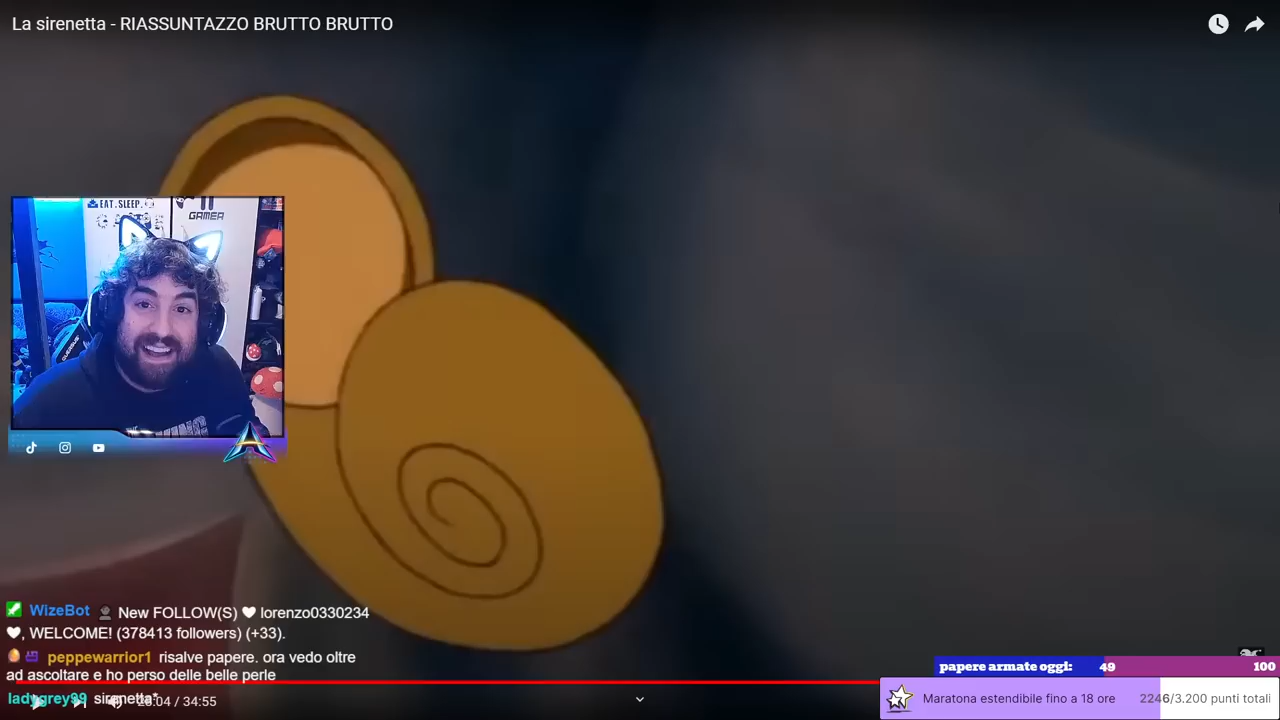 La sirenetta - RIASSUNTAZZO BRUTTO BRUTTO
EAT.SLEEP.
GAMER
WizeBot New FOLLOW(S) lorenzo0330234
, WELCOME! (378413 followers) (+33).
peppewarrior1 risalve papere. ora vedo oltre
ad ascoltare e ho perso delle belle perle
ladygrey99 sirenetta*
/ 34:55
papere armate oggi: 49 100
Maratona estendibile fino a 18 ore 2246/3.200 punti totali